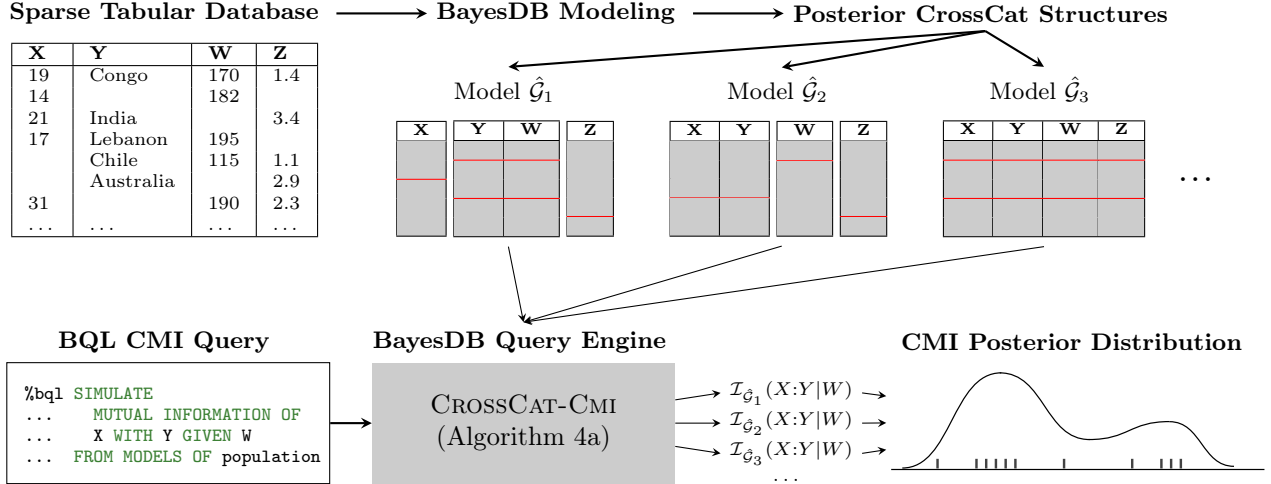 Sparse Tabular Database
BayesDB Modeling
Posterior CrossCat Structures
X Y W Z
19 Congo 170 1.4
14 182
21 India 3.4
17 Lebanon 195
Chile 115 1.1
Australia 2.9
31 190 2.3
... ... ... ...
Model 𝒢̂₁
X Y W Z
Model 𝒢̂₂
X Y W Z
Model 𝒢̂₃
X Y W Z
...
BQL CMI Query
%bql SIMULATE
... MUTUAL INFORMATION OF
... X WITH Y GIVEN W
... FROM MODELS OF population
BayesDB Query Engine
CROSSCAT-CMI
(Algorithm 4a)
ℐ_𝒢̂₁(X:Y|W)
ℐ_𝒢̂₂(X:Y|W)
ℐ_𝒢̂₃(X:Y|W)
...
CMI Posterior Distribution